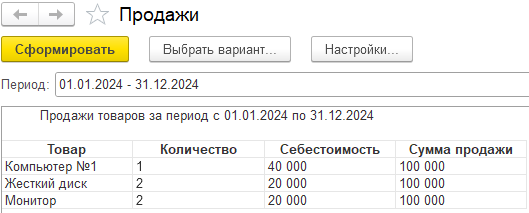 Продажи
Сформировать Выбрать вариант... Настройки...
Период: 01.01.2024 - 31.12.2024
Продажи товаров за период с 01.01.2024 по 31.12.2024
Товар Количество Себестоимость Сумма продажи
Компьютер №1 1 40 000 100 000
Жесткий диск 2 20 000 100 000
Монитор 2 20 000 100 000